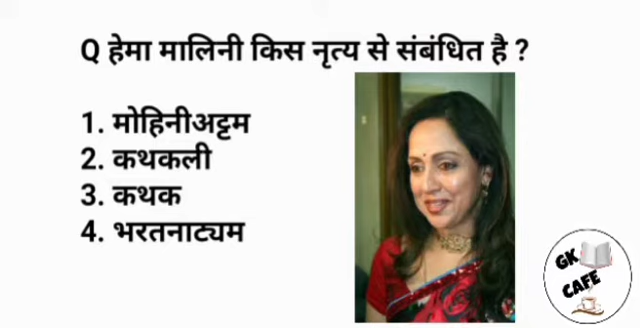 Q हेमा मालिनी किस नृत्य से संबंधित है ?
1. मोहिनीअट्टम
2. कथकली
3. कथक
4. भरतनाट्यम
GK
CAFE